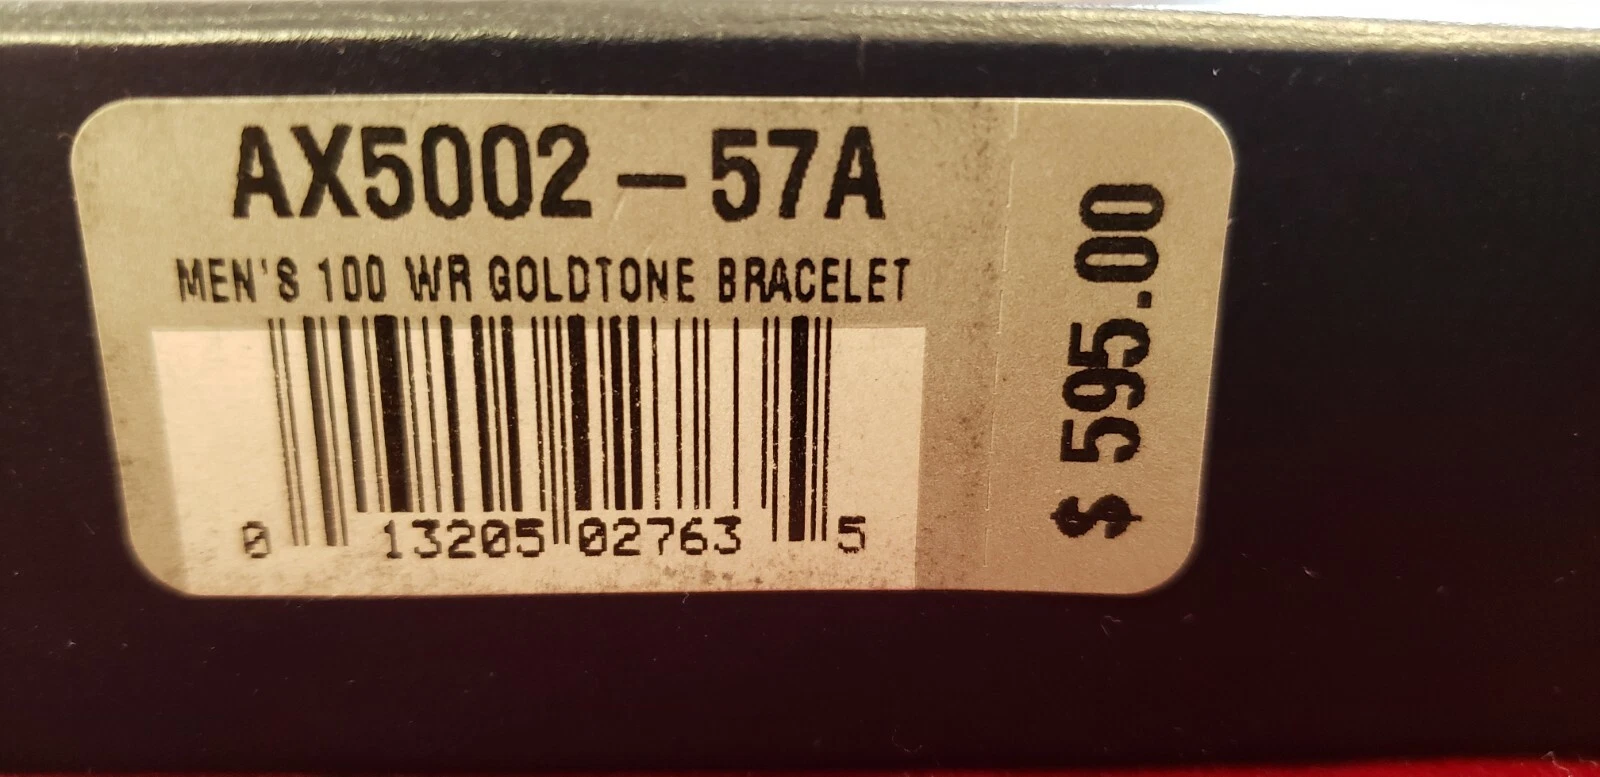 AX5002-57A
MEN'S 100 WR GOLDTONE BRACELET
0 13205 02763 5
$ 595.00